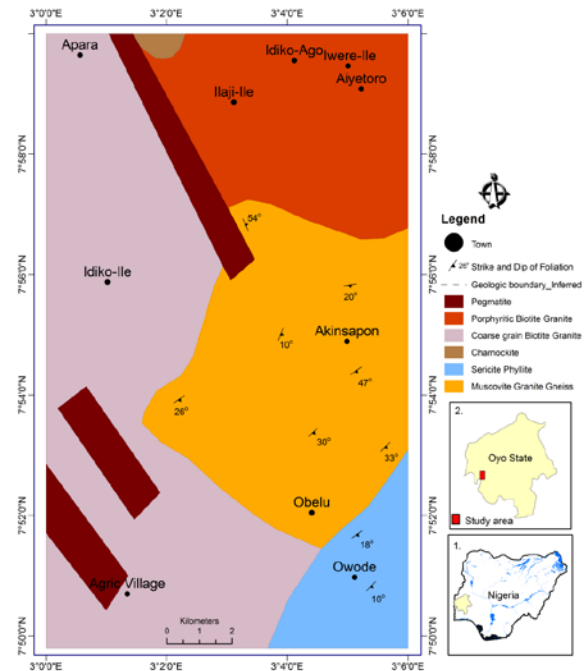 3°0'0"E 3°2'0"E 3°4'0"E 3°6'0"E
Apara
Idiko-Ago
Iwere-Ile
Aiyetoro
Ilaji-Ile
7°58'0"N
7°58'0"N
54°
7°56'0"N
Idiko-Ile
7°56'0"N
20°
10°
Akinsapon
47°
7°54'0"N
26°
7°54'0"N
30°
33°
7°52'0"N
Obelu
7°52'0"N
18°
Owode
10°
Agric Village
Kilometers
0 0.5 1 2
7°50'0"N
7°50'0"N
3°0'0"E 3°2'0"E 3°4'0"E 3°6'0"E
Legend
Town
26° Strike and Dip of Foliation
Geologic boundary_Inferred
Pegmatite
Porphyritic Biotite Granite
Coarse grain Biotite Granite
Charnockite
Sericite Phyllite
Muscovite Granite Gneiss
2.
Oyo State
Study area
1.
Nigeria